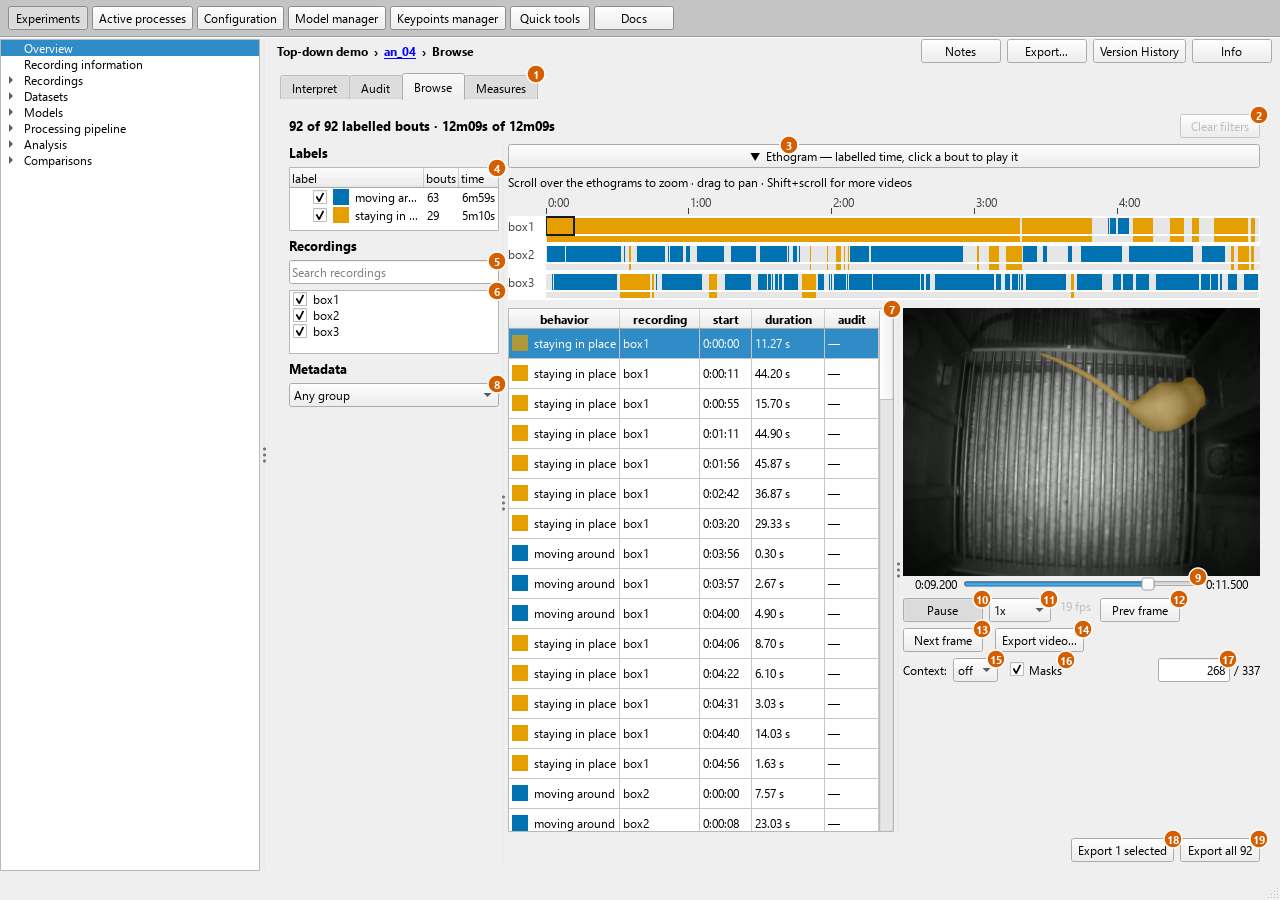 Experiments Active processes Configuration Model manager Keypoints manager Quick tools Docs
Overview
Recording information
Recordings
Datasets
Models
Processing pipeline
Analysis
Comparisons
Top-down demo › an_04 › Browse
Notes Export... Version History Info
Interpret Audit Browse Measures 1
92 of 92 labelled bouts · 12m09s of 12m09s
Clear filters 2
Labels
label bouts time 4
moving ar... 63 6m59s
staying in ... 29 5m10s
Recordings
Search recordings 5
6
box1
box2
box3
Metadata
Any group 8
▼ Ethogram — labelled time, click a bout to play it 3
Scroll over the ethograms to zoom · drag to pan · Shift+scroll for more videos
0:00 1:00 2:00 3:00 4:00
box1
box2
box3
behavior recording start duration audit 7
staying in place box1 0:00:00 11.27 s —
staying in place box1 0:00:11 44.20 s —
staying in place box1 0:00:55 15.70 s —
staying in place box1 0:01:11 44.90 s —
staying in place box1 0:01:56 45.87 s —
staying in place box1 0:02:42 36.87 s —
staying in place box1 0:03:20 29.33 s —
moving around box1 0:03:56 0.30 s —
moving around box1 0:03:57 2.67 s —
moving around box1 0:04:00 4.90 s —
staying in place box1 0:04:06 8.70 s —
staying in place box1 0:04:22 6.10 s —
staying in place box1 0:04:31 3.03 s —
staying in place box1 0:04:40 14.03 s —
staying in place box1 0:04:56 1.63 s —
moving around box2 0:00:00 7.57 s —
moving around box2 0:00:08 23.03 s —
0:09.200 9 0:11.500
Pause 10 1x 11 19 fps Prev frame 12
Next frame 13 Export video... 14
Context: off 15 Masks 16 268 17 / 337
Export 1 selected 18 Export all 92 19